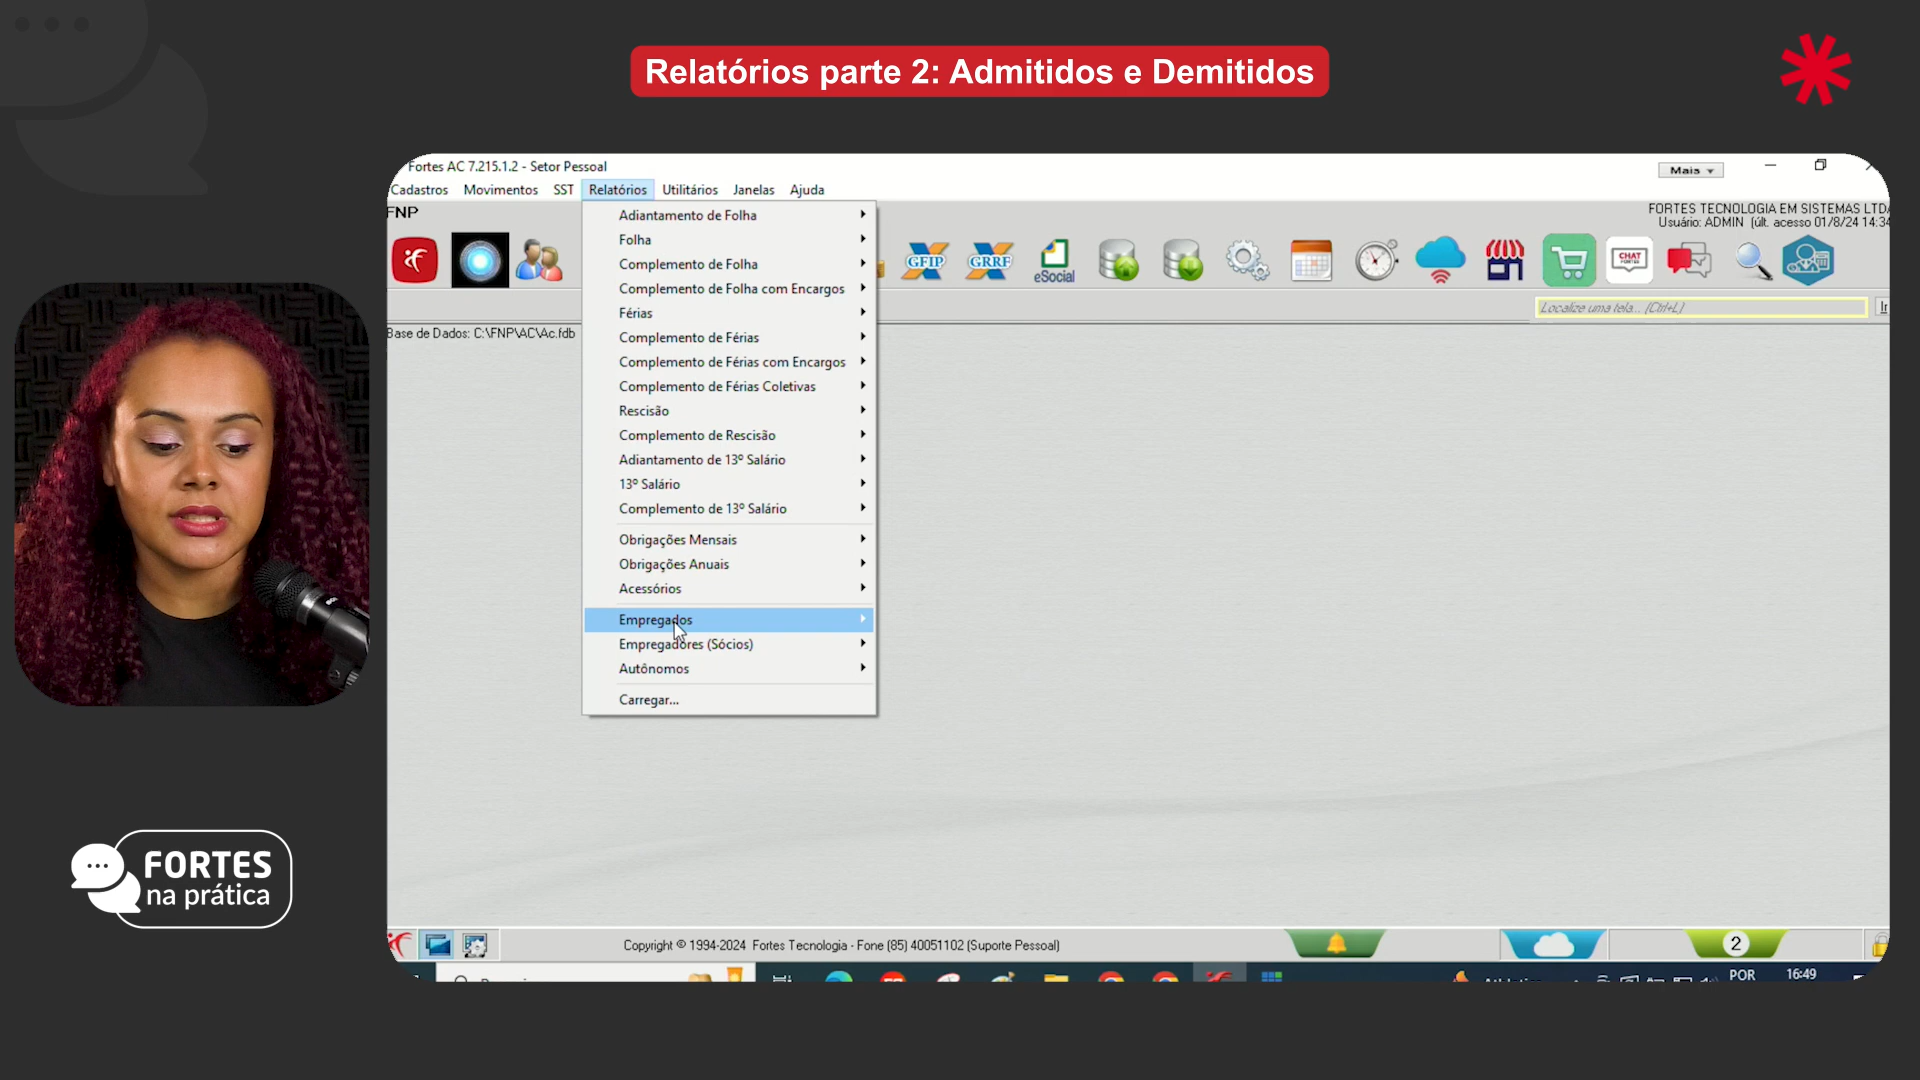 Relatórios parte 2: Admitidos e Demitidos
Fortes AC 7.215.1.2 - Setor Pessoal
Mais
Cadastros Movimentos SST Relatórios Utilitários Janelas Ajuda
FNP
FORTES TECNOLOGIA EM SISTEMAS LTDA
Usuário: ADMIN (últ. acesso 01/8/24 14:34
GFIP
GRRF
eSocial
CHAT
Localize uma tela... (Ctrl+L)
Ir
Base de Dados: C:\FNP\AC\Ac.fdb
Adiantamento de Folha
Folha
Complemento de Folha
Complemento de Folha com Encargos
Férias
Complemento de Férias
Complemento de Férias com Encargos
Complemento de Férias Coletivas
Rescisão
Complemento de Rescisão
Adiantamento de 13º Salário
13º Salário
Complemento de 13º Salário
Obrigações Mensais
Obrigações Anuais
Acessórios
Empregados
Empregadores (Sócios)
Autônomos
Carregar...
FORTES
na prática
Copyright © 1994-2024 Fortes Tecnologia - Fone (85) 40051102 (Suporte Pessoal)
2
POR
16:49